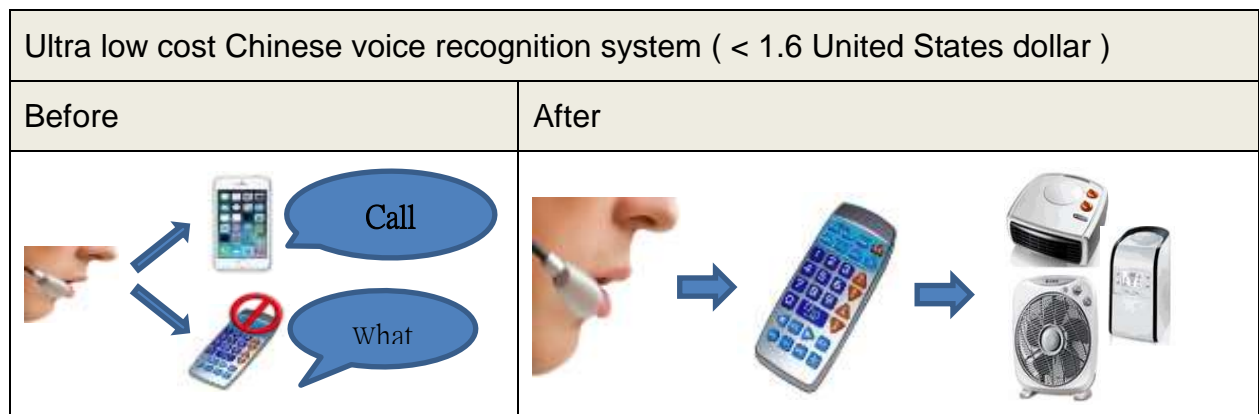 Ultra low cost Chinese voice recognition system ( < 1.6 United States dollar )
Before
After
Call
What